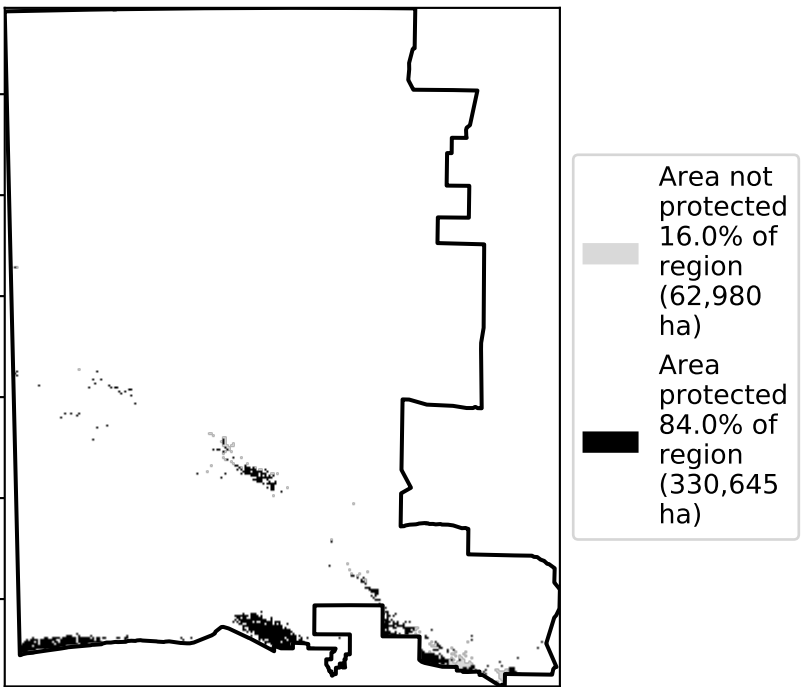 Area not
protected
16.0% of
region
(62,980
ha)
Area
protected
84.0% of
region
(330,645
ha)